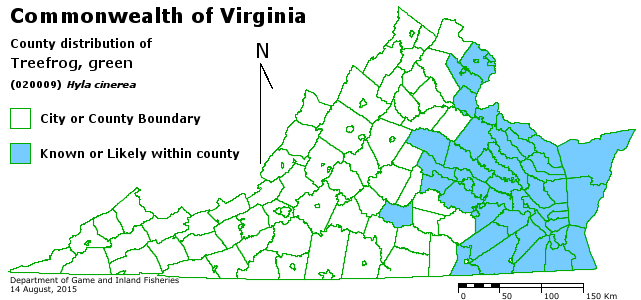 Commonwealth of Virginia
County distribution of
Treefrog, green
(020009) Hyla cinerea
N
City or County Boundary
Known or Likely within county
Department of Game and Inland Fisheries
14 August, 2015
0 50 100 150 Km